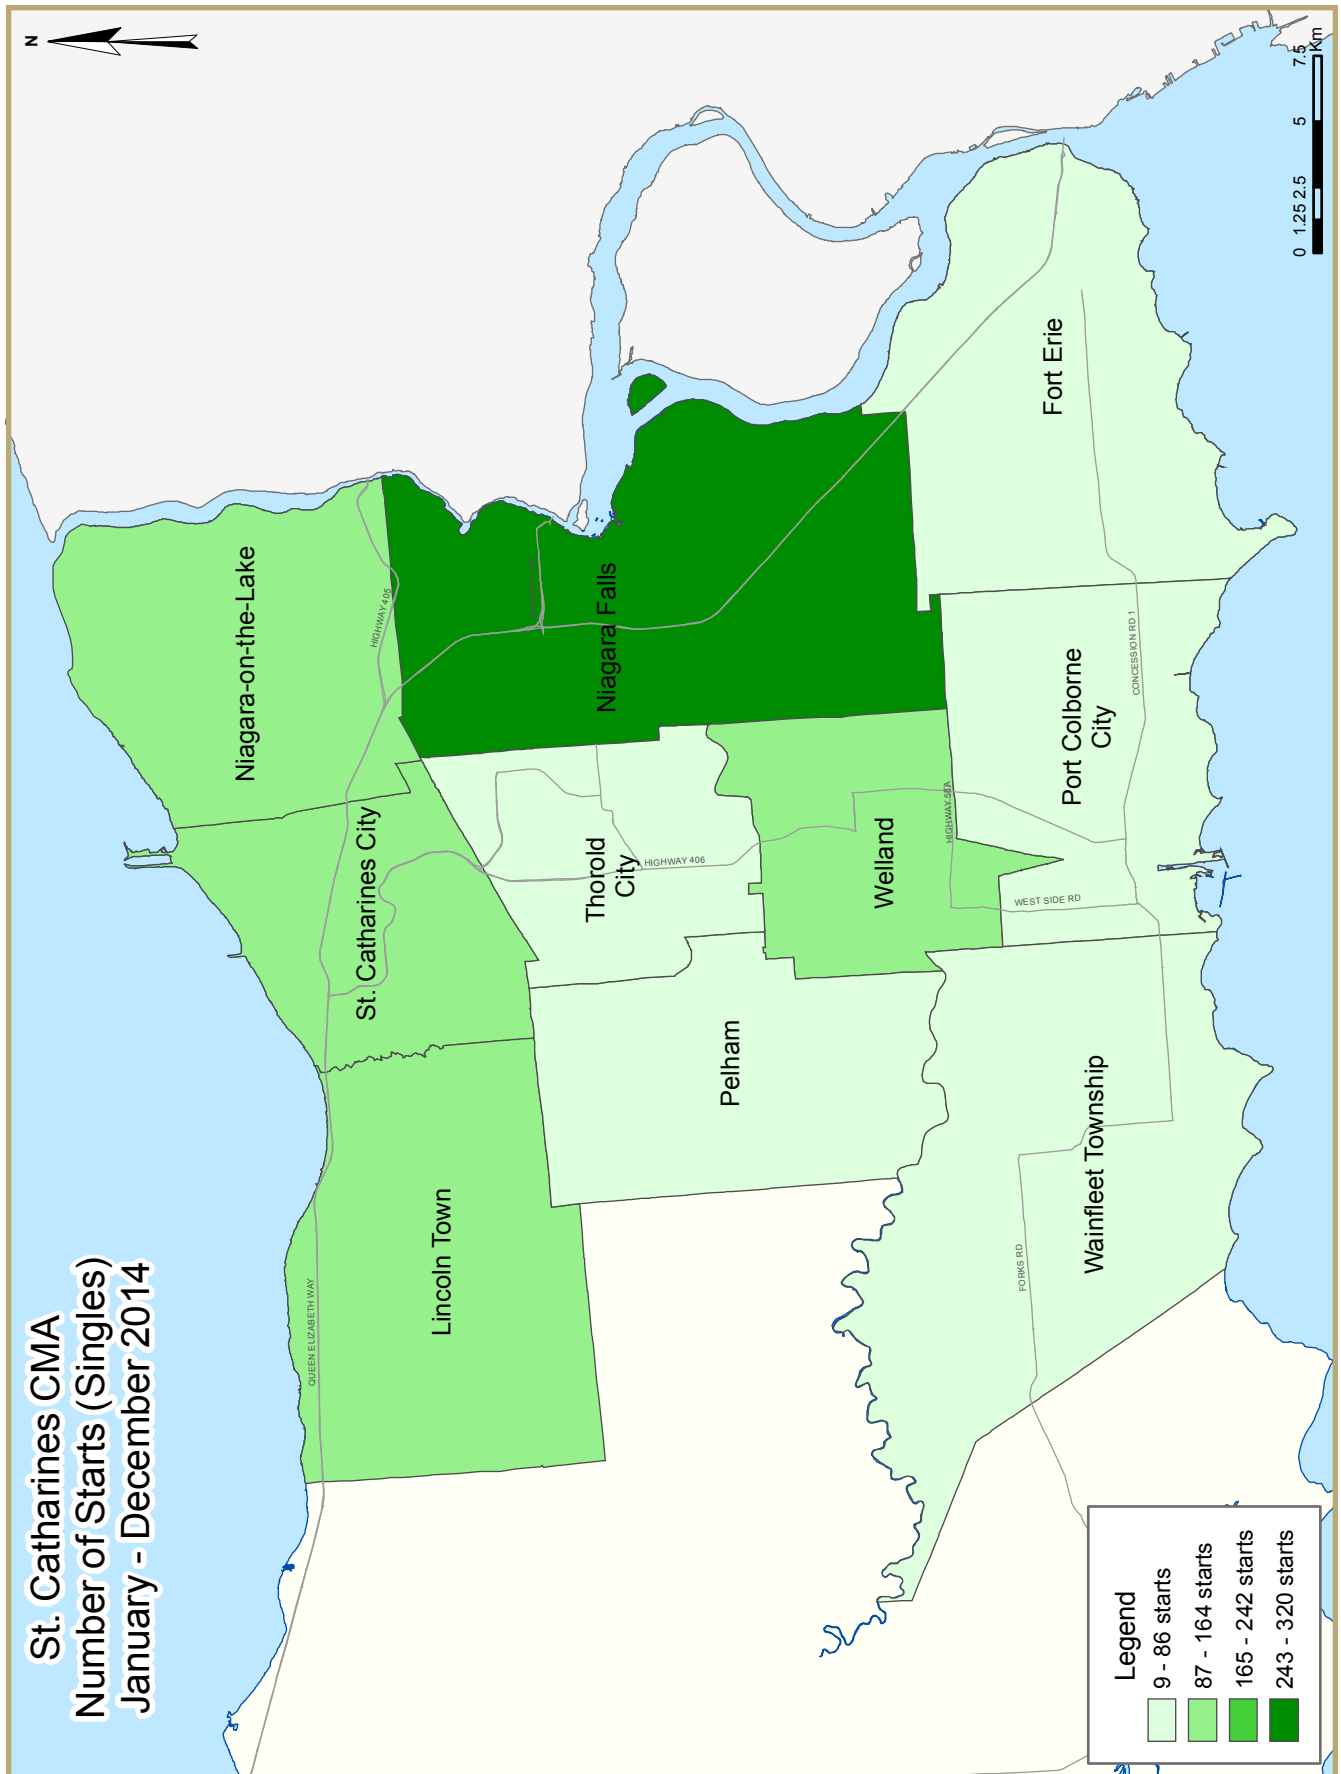 St. Catharines CMA
Number of Starts (Singles)
January - December 2014
N
Niagara-on-the-Lake
HIGHWAY 405
St. Catharines City
QUEEN ELIZABETH WAY
Lincoln Town
Niagara Falls
Thorold
City
HIGHWAY 406
Pelham
Welland
HIGHWAY 58A
WEST SIDE RD
Fort Erie
Port Colborne
City
CONCESSION RD 1
Wainfleet Township
FORKS RD
Legend
9 - 86 starts
87 - 164 starts
165 - 242 starts
243 - 320 starts
0 1.25 2.5 5 7.5
Km